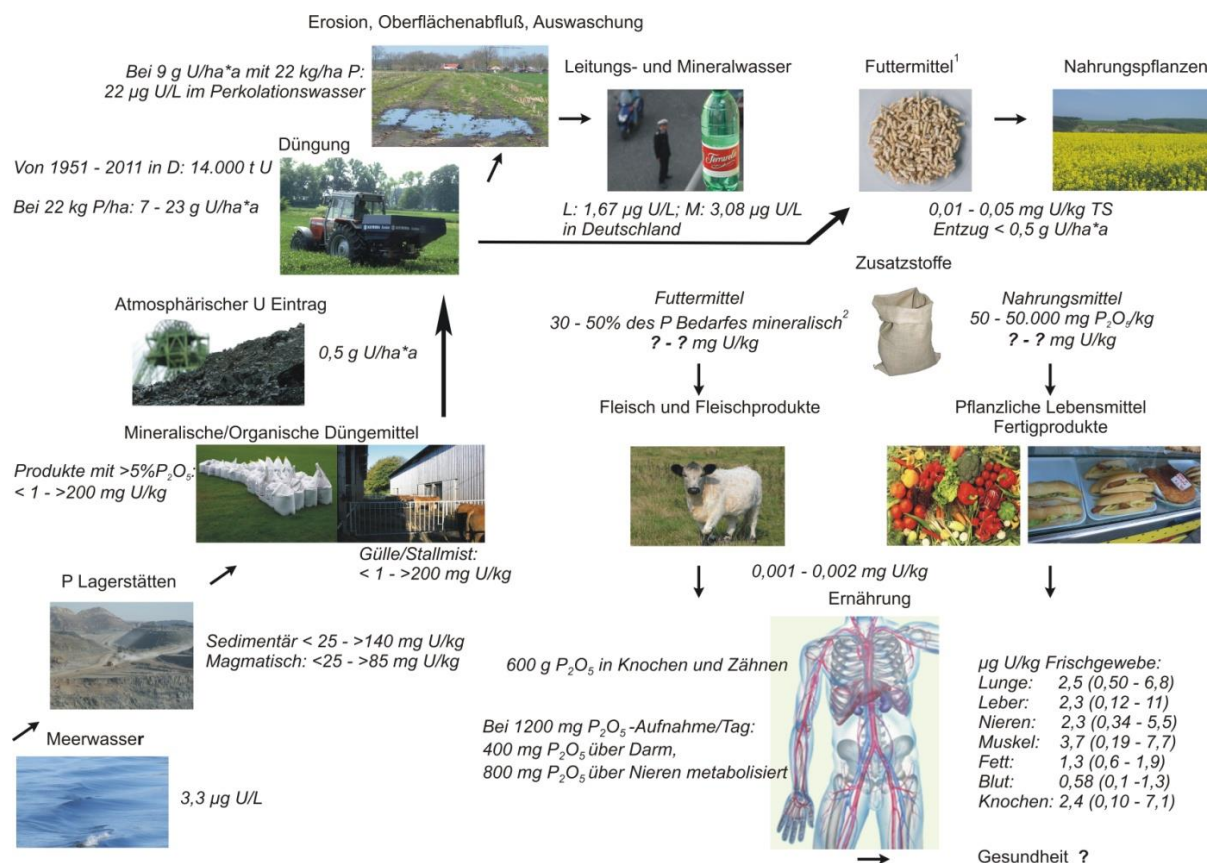 Erosion, Oberflächenabfluß, Auswaschung
Bei 9 g U/ha*a mit 22 kg/ha P:
22 µg U/L im Perkolationswasser
Leitungs- und Mineralwasser
Futtermittel¹
Nahrungspflanzen
Düngung
Von 1951 - 2011 in D: 14.000 t U
Bei 22 kg P/ha: 7 - 23 g U/ha*a
Ferrarelle
L: 1,67 µg U/L; M: 3,08 µg U/L
in Deutschland
0,01 - 0,05 mg U/kg TS
Entzug < 0,5 g U/ha*a
Zusatzstoffe
Atmosphärischer U Eintrag
0,5 g U/ha*a
Futtermittel
30 - 50% des P Bedarfes mineralisch²
? - ? mg U/kg
Nahrungsmittel
50 - 50.000 mg P₂O₅/kg
? - ? mg U/kg
Fleisch und Fleischprodukte
Pflanzliche Lebensmittel
Fertigprodukte
Mineralische/Organische Düngemittel
Produkte mit >5%P₂O₅:
< 1 - >200 mg U/kg
Gülle/Stallmist:
< 1 - >200 mg U/kg
0,001 - 0,002 mg U/kg
P Lagerstätten
Sedimentär < 25 - >140 mg U/kg
Magmatisch: <25 - >85 mg U/kg
Ernährung
600 g P₂O₅ in Knochen und Zähnen
Bei 1200 mg P₂O₅-Aufnahme/Tag:
400 mg P₂O₅ über Darm,
800 mg P₂O₅ über Nieren metabolisiert
µg U/kg Frischgewebe:
Lunge: 2,5 (0,50 - 6,8)
Leber: 2,3 (0,12 - 11)
Nieren: 2,3 (0,34 - 5,5)
Muskel: 3,7 (0,19 - 7,7)
Fett: 1,3 (0,6 - 1,9)
Blut: 0,58 (0,1 -1,3)
Knochen: 2,4 (0,10 - 7,1)
Meerwasser
3,3 µg U/L
Gesundheit ?